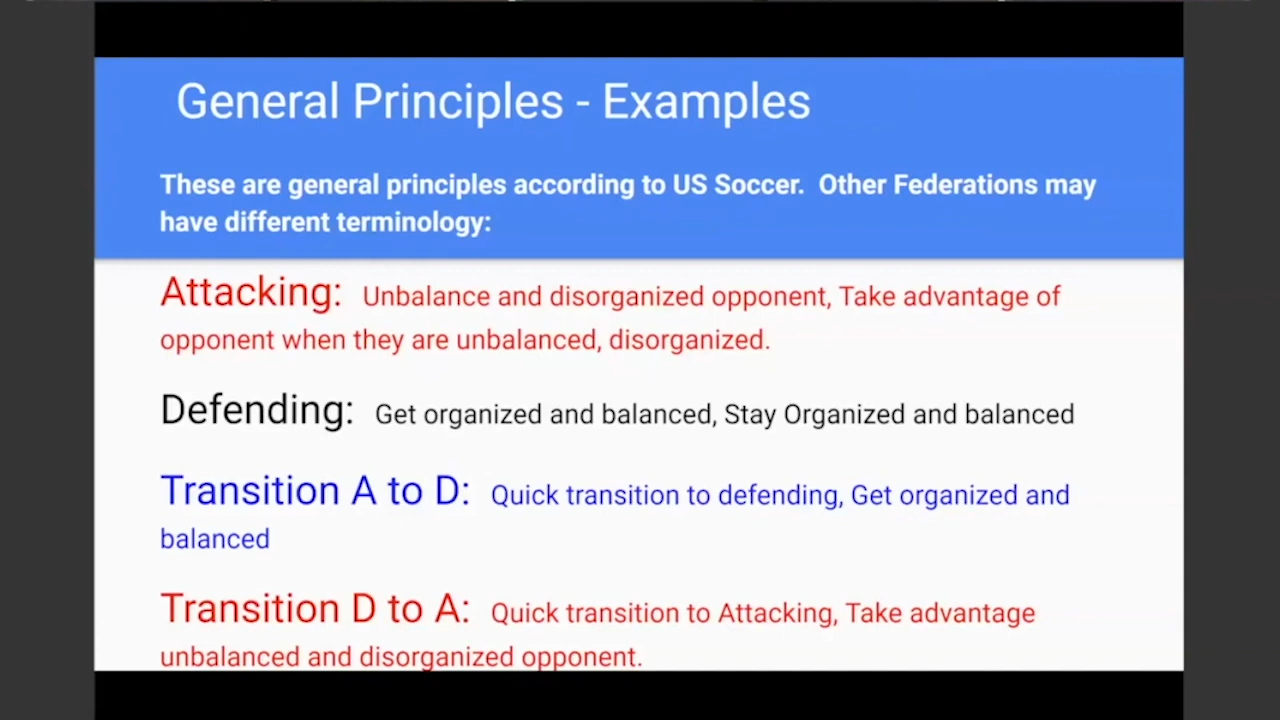 General Principles - Examples
These are general principles according to US Soccer.  Other Federations may
have different terminology:
Attacking:  Unbalance and disorganized opponent, Take advantage of
opponent when they are unbalanced, disorganized.
Defending:  Get organized and balanced, Stay Organized and balanced
Transition A to D:  Quick transition to defending, Get organized and
balanced
Transition D to A:  Quick transition to Attacking, Take advantage
unbalanced and disorganized opponent.